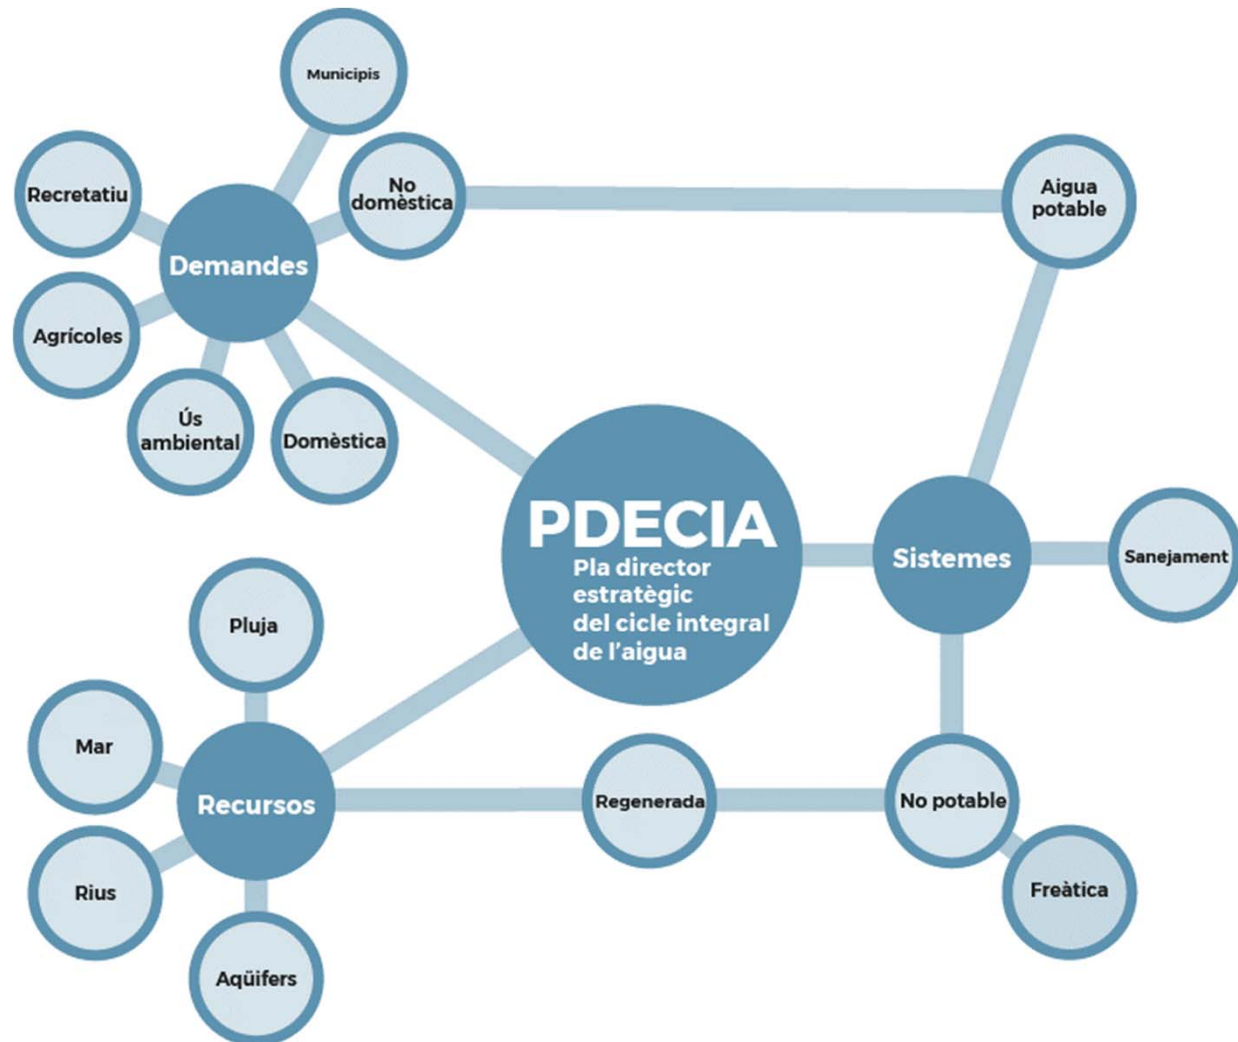 Municipis
Recretatiu
No
domèstica
Aigua
potable
Demandes
Agrícoles
Ús
ambiental
Domèstica
PDECIA
Pla director
estratègic
del cicle integral
de l’aigua
Sistemes
Sanejament
Pluja
Mar
Recursos
Regenerada
No potable
Rius
Freàtica
Aqüifers